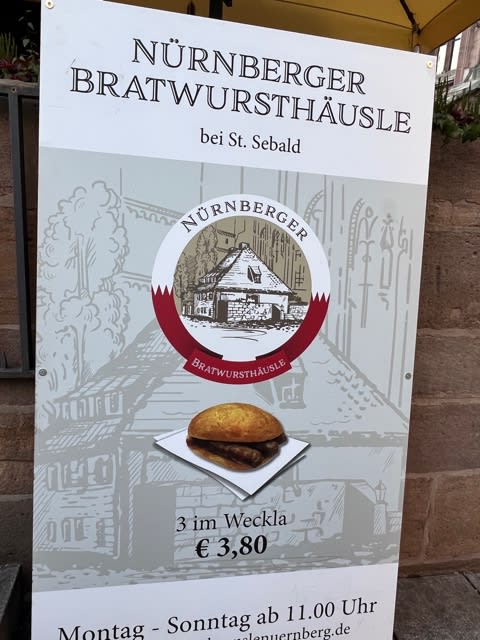 NÜRNBERGER
BRATWURSTHÄUSLE
bei St. Sebald
NÜRNBERGER
BRATWURSTHÄUSLE
3 im Weckla
€ 3,80
Montag - Sonntag ab 11.00 Uhr